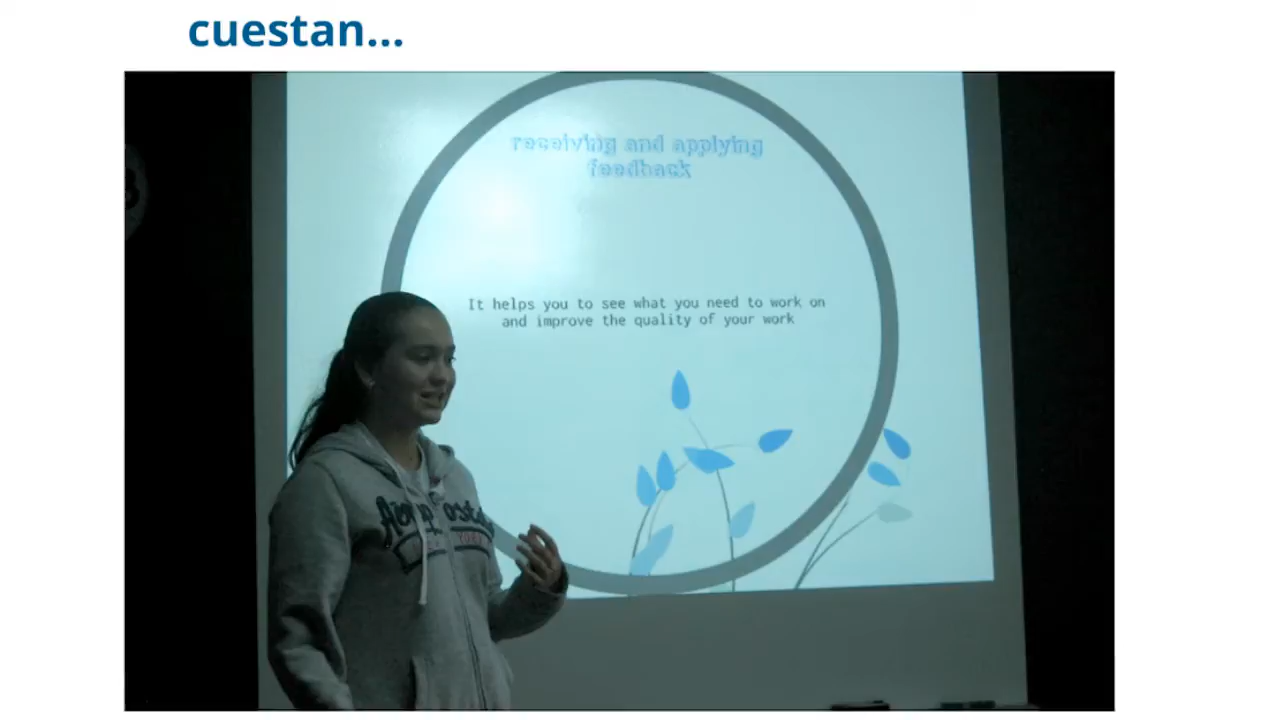 cuestan...
receiving and applying
feedback
It helps you to see what you need to work on
and improve the quality of your work